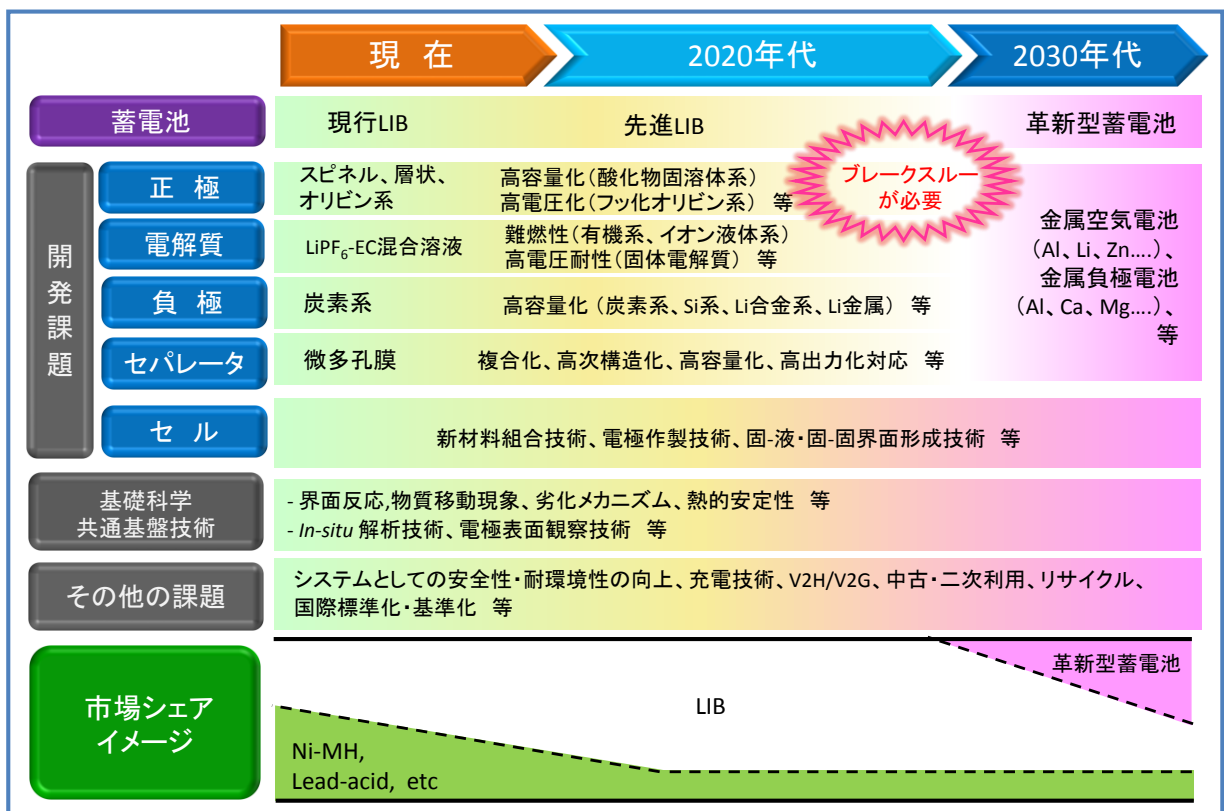 現 在
2020年代
2030年代
蓄電池
現行LIB
先進LIB
革新型蓄電池
ブレークスルー
が必要
開発課題
正 極
スピネル、層状、
オリビン系
高容量化(酸化物固溶体系)
高電圧化(フッ化オリビン系) 等
電解質
LiPF6-EC混合溶液
難燃性(有機系、イオン液体系)
高電圧耐性(固体電解質) 等
負 極
炭素系
高容量化 (炭素系、Si系、Li合金系、Li金属) 等
セパレータ
微多孔膜
複合化、高次構造化、高容量化、高出力化対応 等
金属空気電池
(Al、Li、Zn….)、
金属負極電池
(Al、Ca、Mg….)、
等
セ ル
新材料組合技術、電極作製技術、固-液・固-固界面形成技術 等
基礎科学
共通基盤技術
- 界面反応,物質移動現象、劣化メカニズム、熱的安定性 等
- In-situ 解析技術、電極表面観察技術 等
その他の課題
システムとしての安全性・耐環境性の向上、充電技術、V2H/V2G、中古・二次利用、リサイクル、
国際標準化・基準化 等
市場シェア
イメージ
革新型蓄電池
LIB
Ni-MH,
Lead-acid, etc